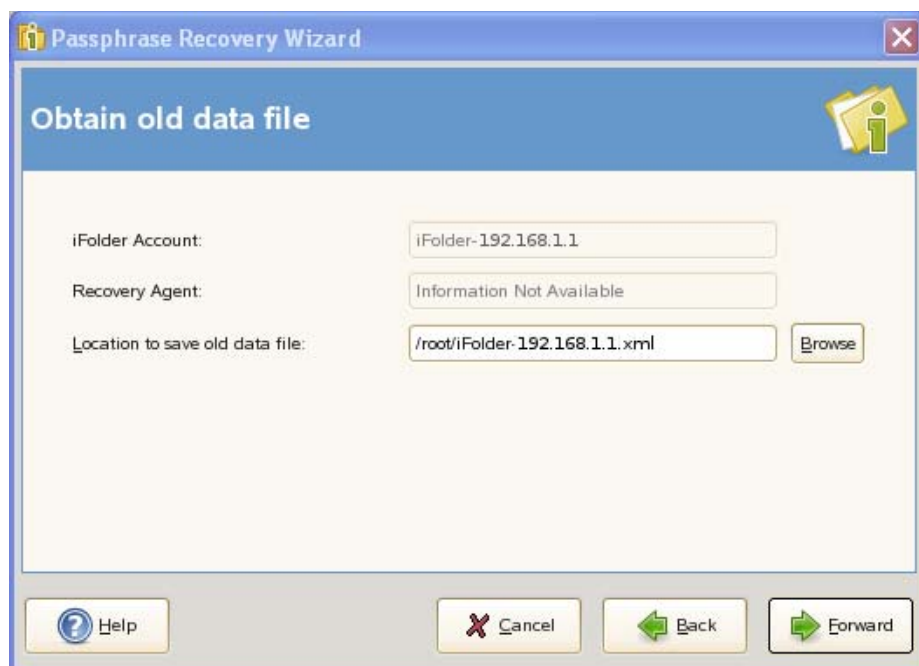 Passphrase Recovery Wizard
Obtain old data file
iFolder Account: iFolder-192.168.1.1
Recovery Agent: Information Not Available
Location to save old data file: /root/iFolder-192.168.1.1.xml Browse
Help Cancel Back Forward